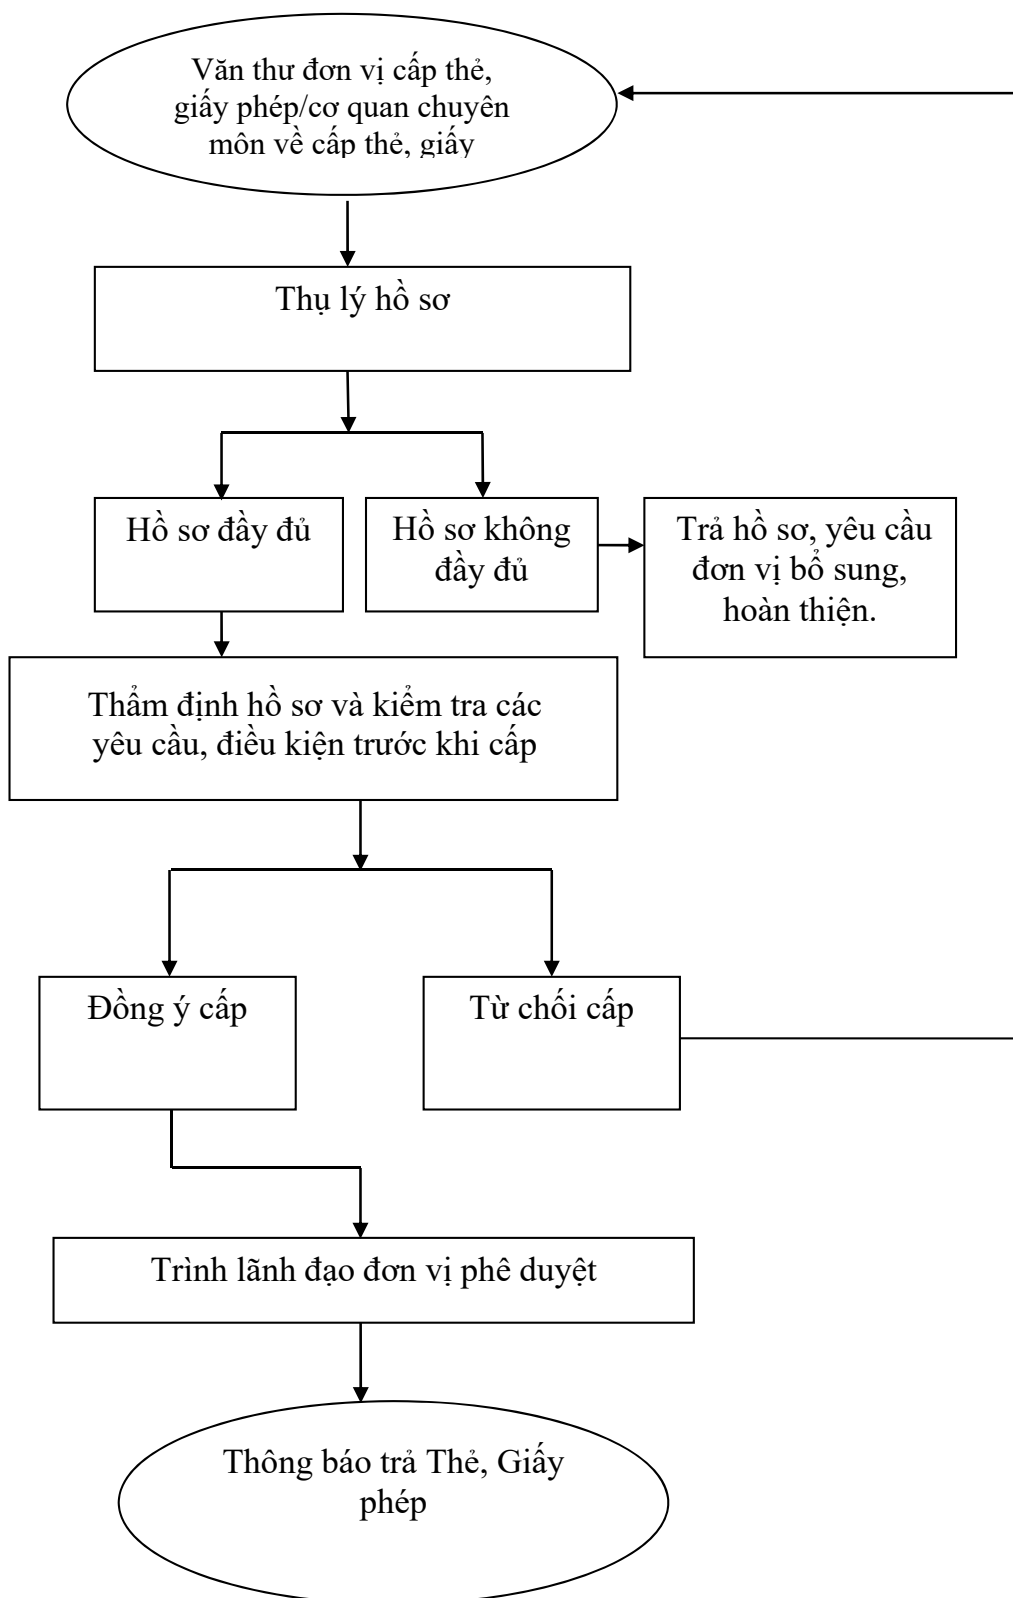 Văn thư đơn vị cấp thẻ,
giấy phép/cơ quan chuyên
môn về cấp thẻ, giấy
Thụ lý hồ sơ
Hồ sơ đầy đủ
Hồ sơ không
đầy đủ
Trả hồ sơ, yêu cầu
đơn vị bổ sung,
hoàn thiện.
Thẩm định hồ sơ và kiểm tra các
yêu cầu, điều kiện trước khi cấp
Đồng ý cấp
Từ chối cấp
Trình lãnh đạo đơn vị phê duyệt
Thông báo trả Thẻ, Giấy
phép